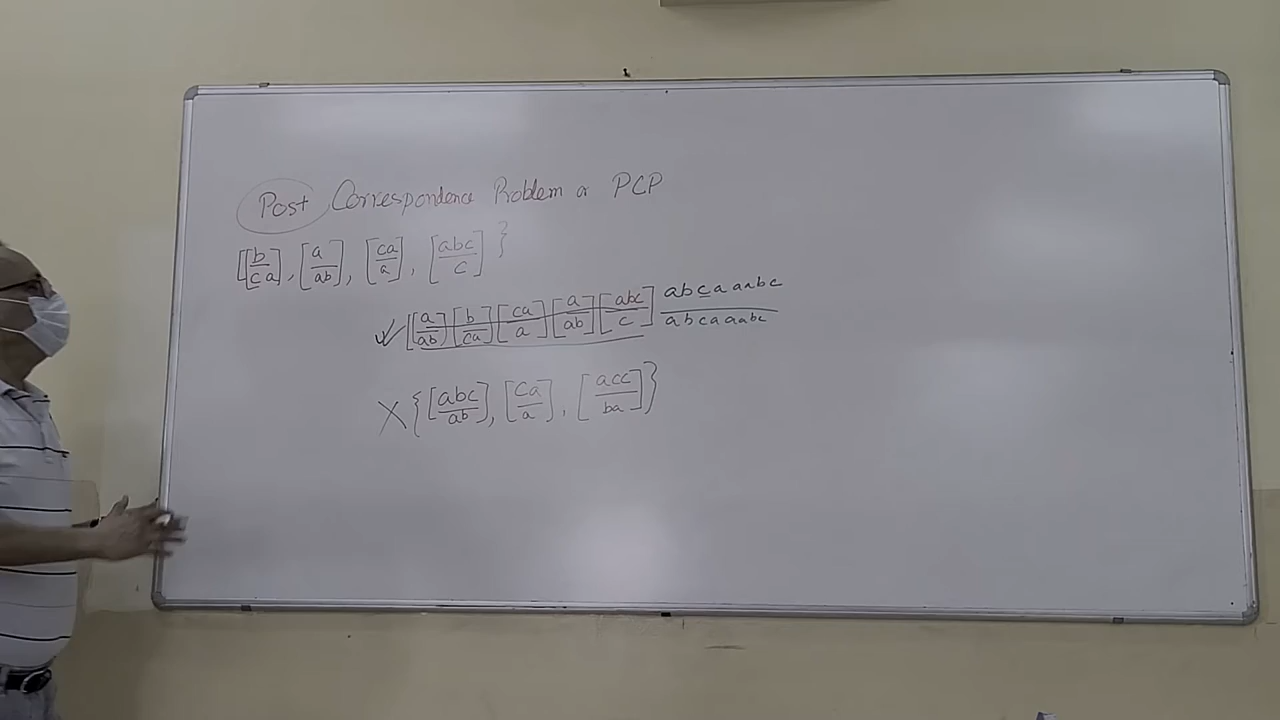 Post Correspondence Problem or PCP
[[b/ca], [a/ab], [ca/a], [abc/c]}
[a/ab][b/ca][ca/a][a/ab][abc/c] abcaaabc/abcaaabc
X {[abc/ab], [ca/a], [acc/ba]}